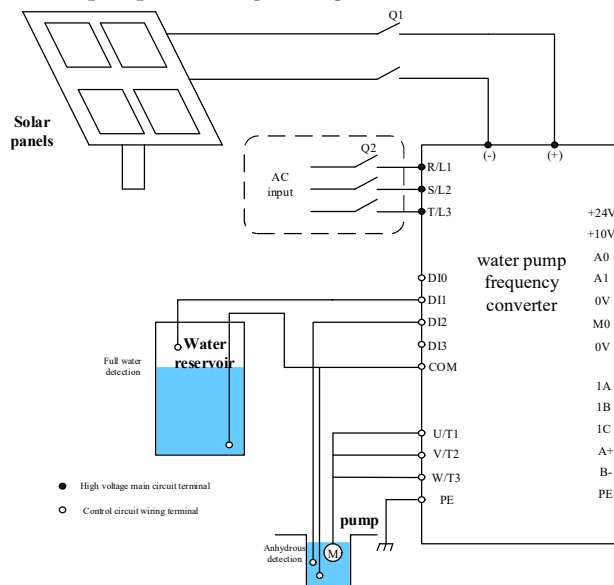 Q1
Solar
panels
(-)
(+)
Q2
AC
input
R/L1
S/L2
T/L3
+24V
+10V
A0
A1
0V
M0
0V
1A
1B
1C
A+
B-
PE
water pump
frequency
converter
DI0
DI1
DI2
DI3
COM
Water
reservoir
Full water
detection
U/T1
V/T2
W/T3
PE
High voltage main circuit terminal
Control circuit wiring terminal
pump
Anhydrous
detection
M